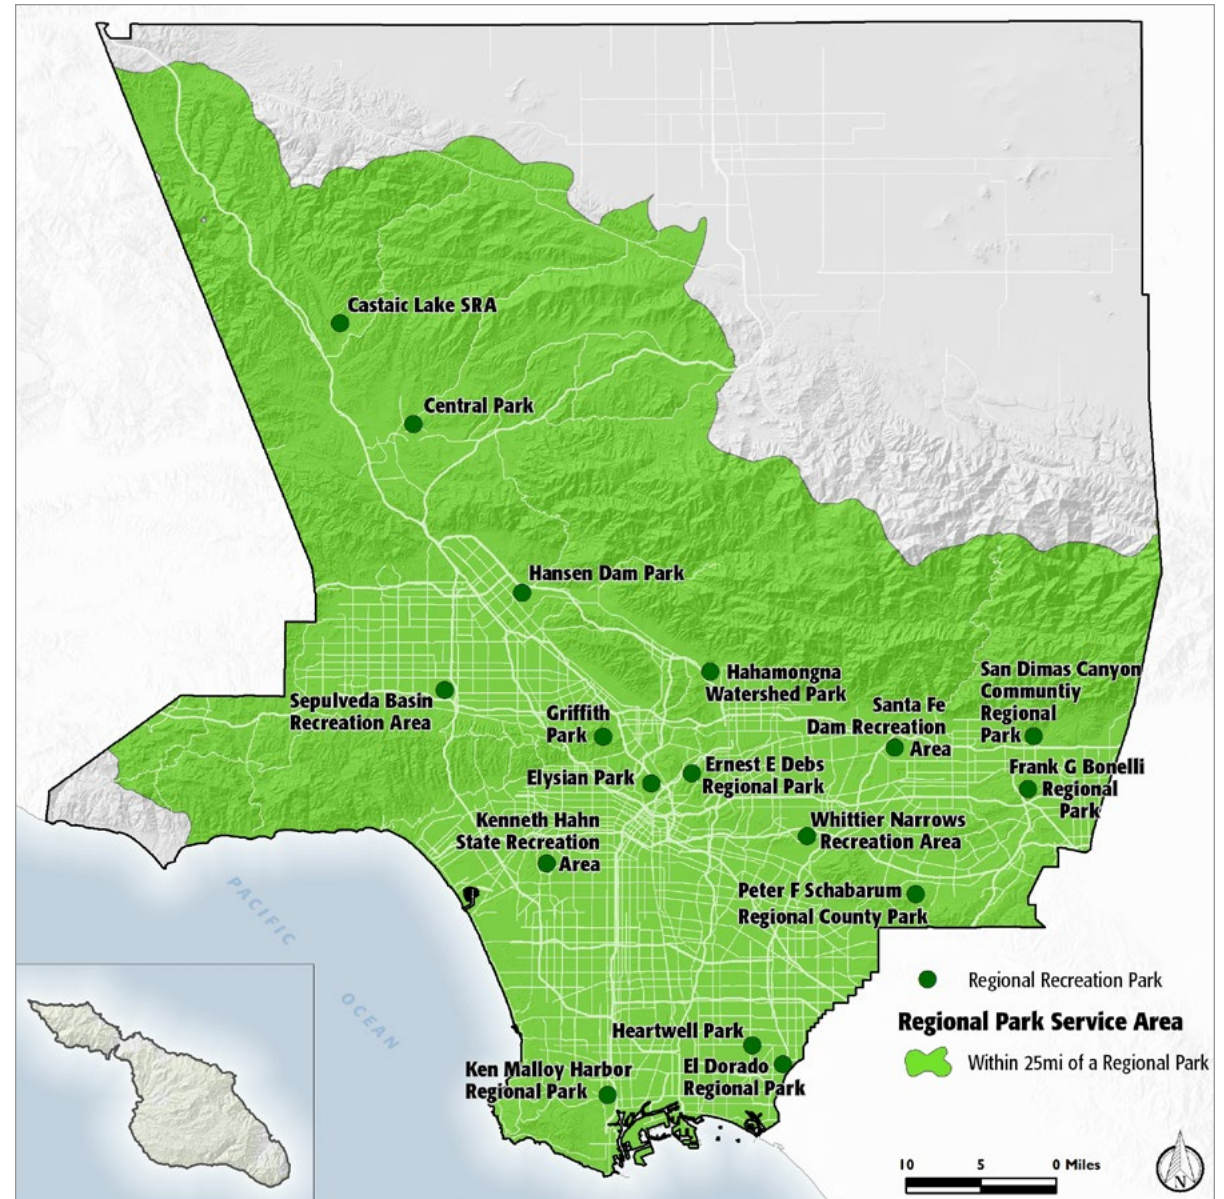 Castaic Lake SRA
Central Park
Hansen Dam Park
Hahamongna
Watershed Park
San Dimas Canyon
Communtiy
Regional
Park
Sepulveda Basin
Recreation Area
Griffith
Park
Santa Fe
Dam Recreation
Area
Elysian Park
Ernest E Debs
Regional Park
Frank G Bonelli
Regional
Park
Kenneth Hahn
State Recreation
Area
Whittier Narrows
Recreation Area
Peter F Schabarum
Regional County Park
PACIFIC
OCEAN
Heartwell Park
El Dorado
Regional Park
Ken Malloy Harbor
Regional Park
Regional Recreation Park
Regional Park Service Area
Within 25mi of a Regional Park
10 5 0 Miles
N